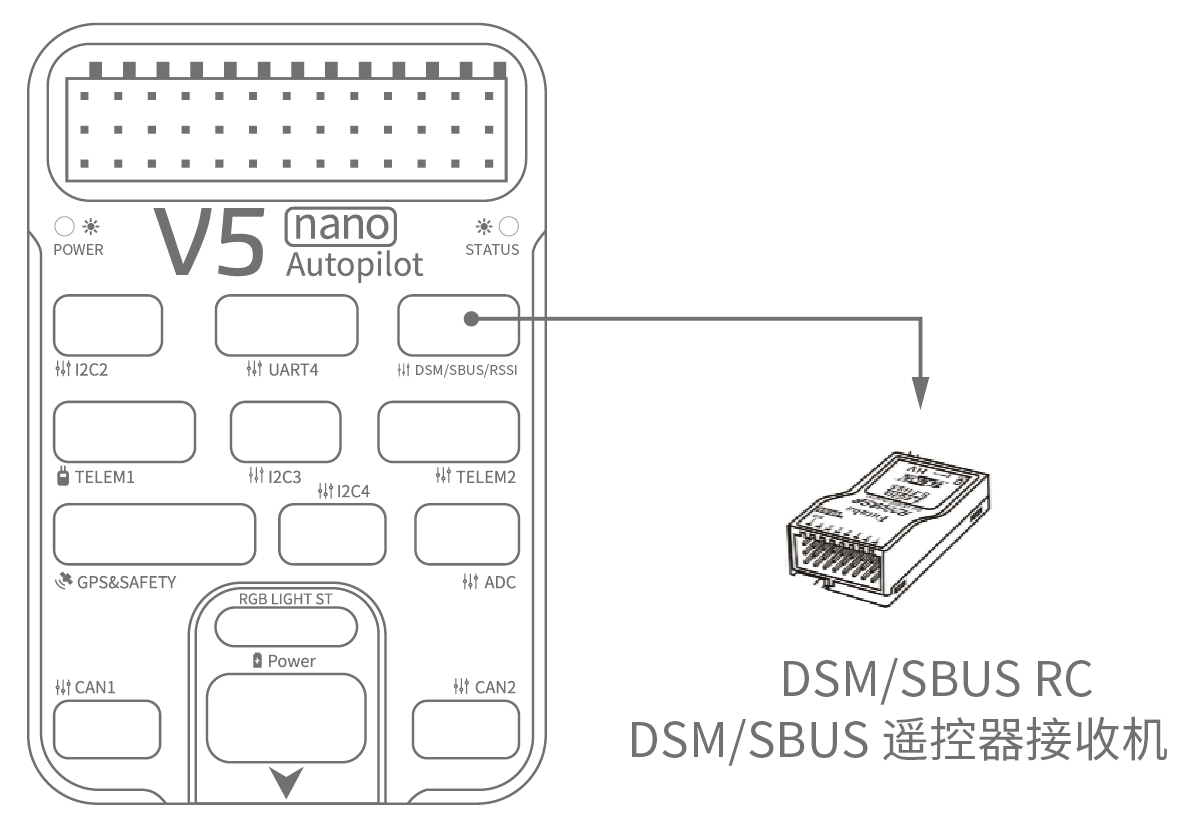 V5 nano
Autopilot
POWER
STATUS
I2C2
UART4
DSM/SBUS/RSSI
TELEM1
I2C3
TELEM2
I2C4
GPS&SAFETY
ADC
RGB LIGHT ST
Power
CAN1
CAN2
DSM/SBUS RC
DSM/SBUS 遥控器接收机